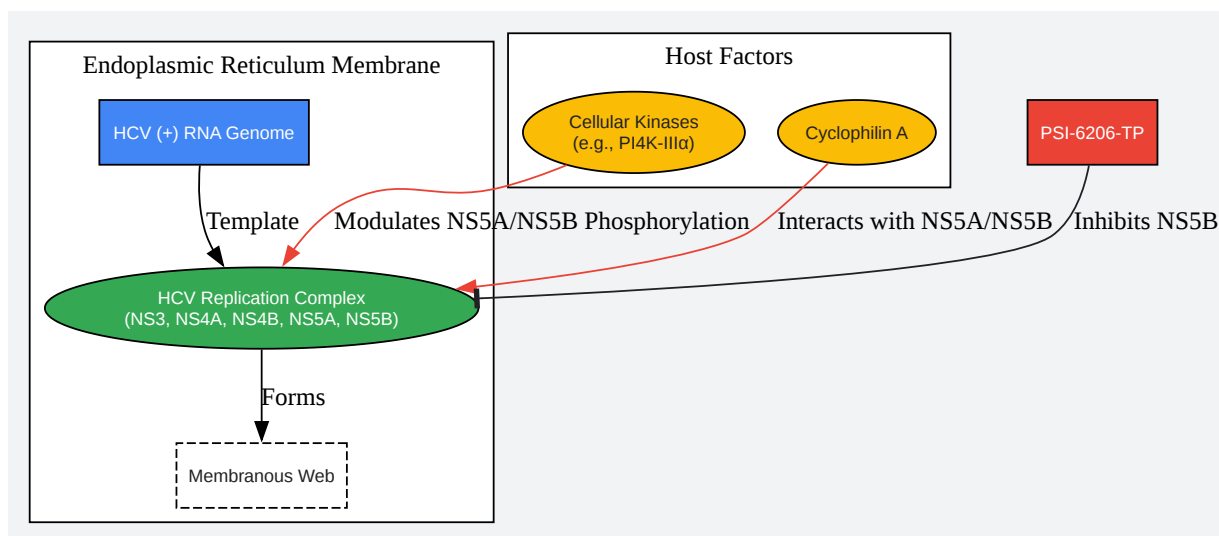 Endoplasmic Reticulum Membrane
Host Factors
HCV (+) RNA Genome
Cellular Kinases
(e.g., PI4K-IIIα)
Cyclophilin A
PSI-6206-TP
Template
Modulates NS5A/NS5B Phosphorylation
Interacts with NS5A/NS5B
Inhibits NS5B
HCV Replication Complex
(NS3, NS4A, NS4B, NS5A, NS5B)
Forms
Membranous Web